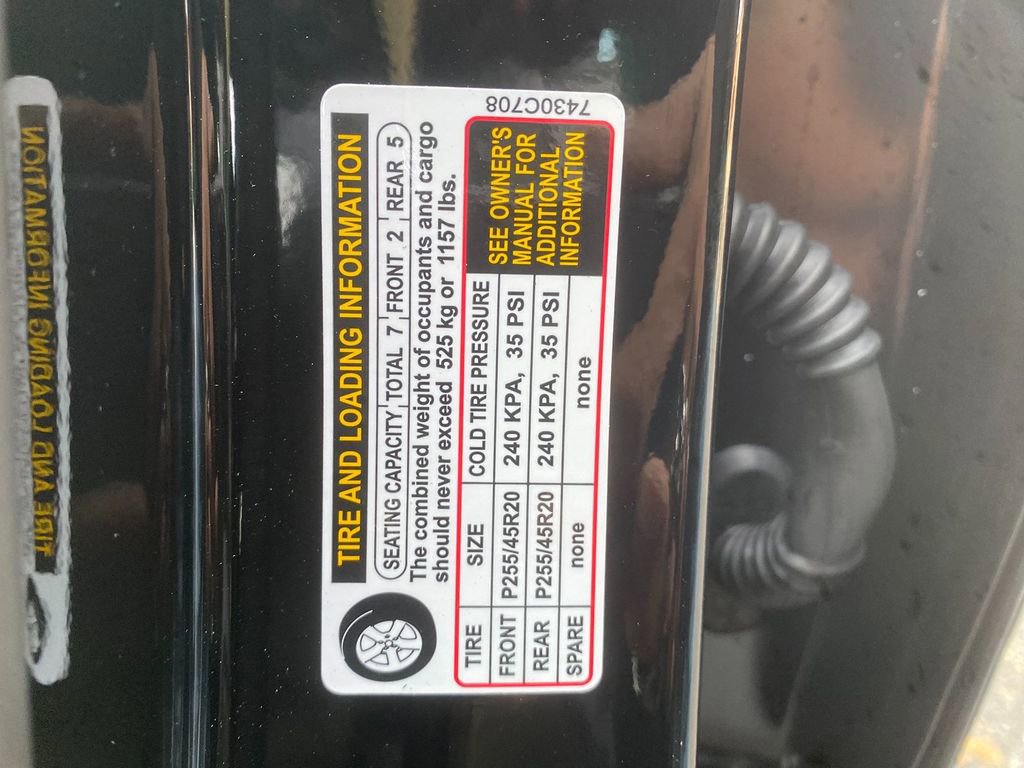 TIRE AND LOADING INFORMATION
SEATING CAPACITY TOTAL 7 FRONT 2 REAR 5
The combined weight of occupants and cargo
should never exceed 525 kg or 1157 lbs.
TIRE SIZE COLD TIRE PRESSURE
FRONT P255/45R20 240 KPA, 35 PSI
REAR P255/45R20 240 KPA, 35 PSI
SPARE none none
SEE OWNER'S
MANUAL FOR
ADDITIONAL
INFORMATION
7430C708
TIRE AND LOADING INFORMATION